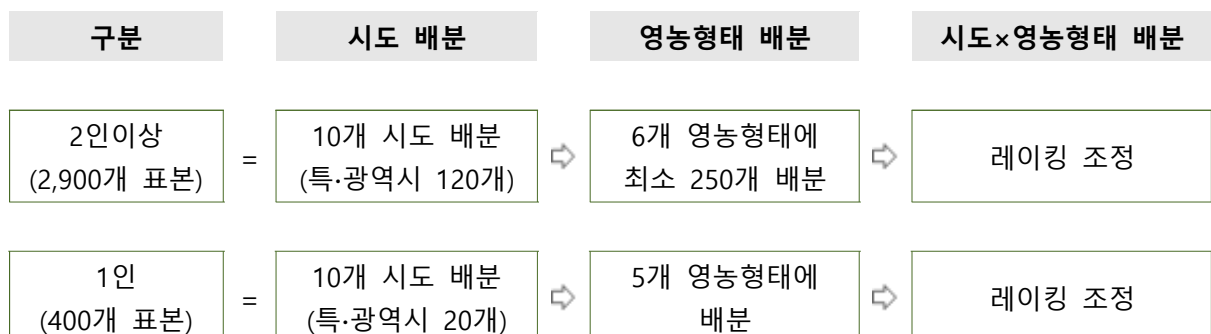 구분 시도 배분 영농형태 배분 시도×영농형태 배분
2인이상 10개 시도 배분 6개 영농형태에
= 레이킹 조정
(2,900개 표본) (특·광역시 120개) 최소 250개 배분
1인 10개 시도 배분 5개 영농형태에
= 레이킹 조정
(400개 표본) (특·광역시 20개) 배분